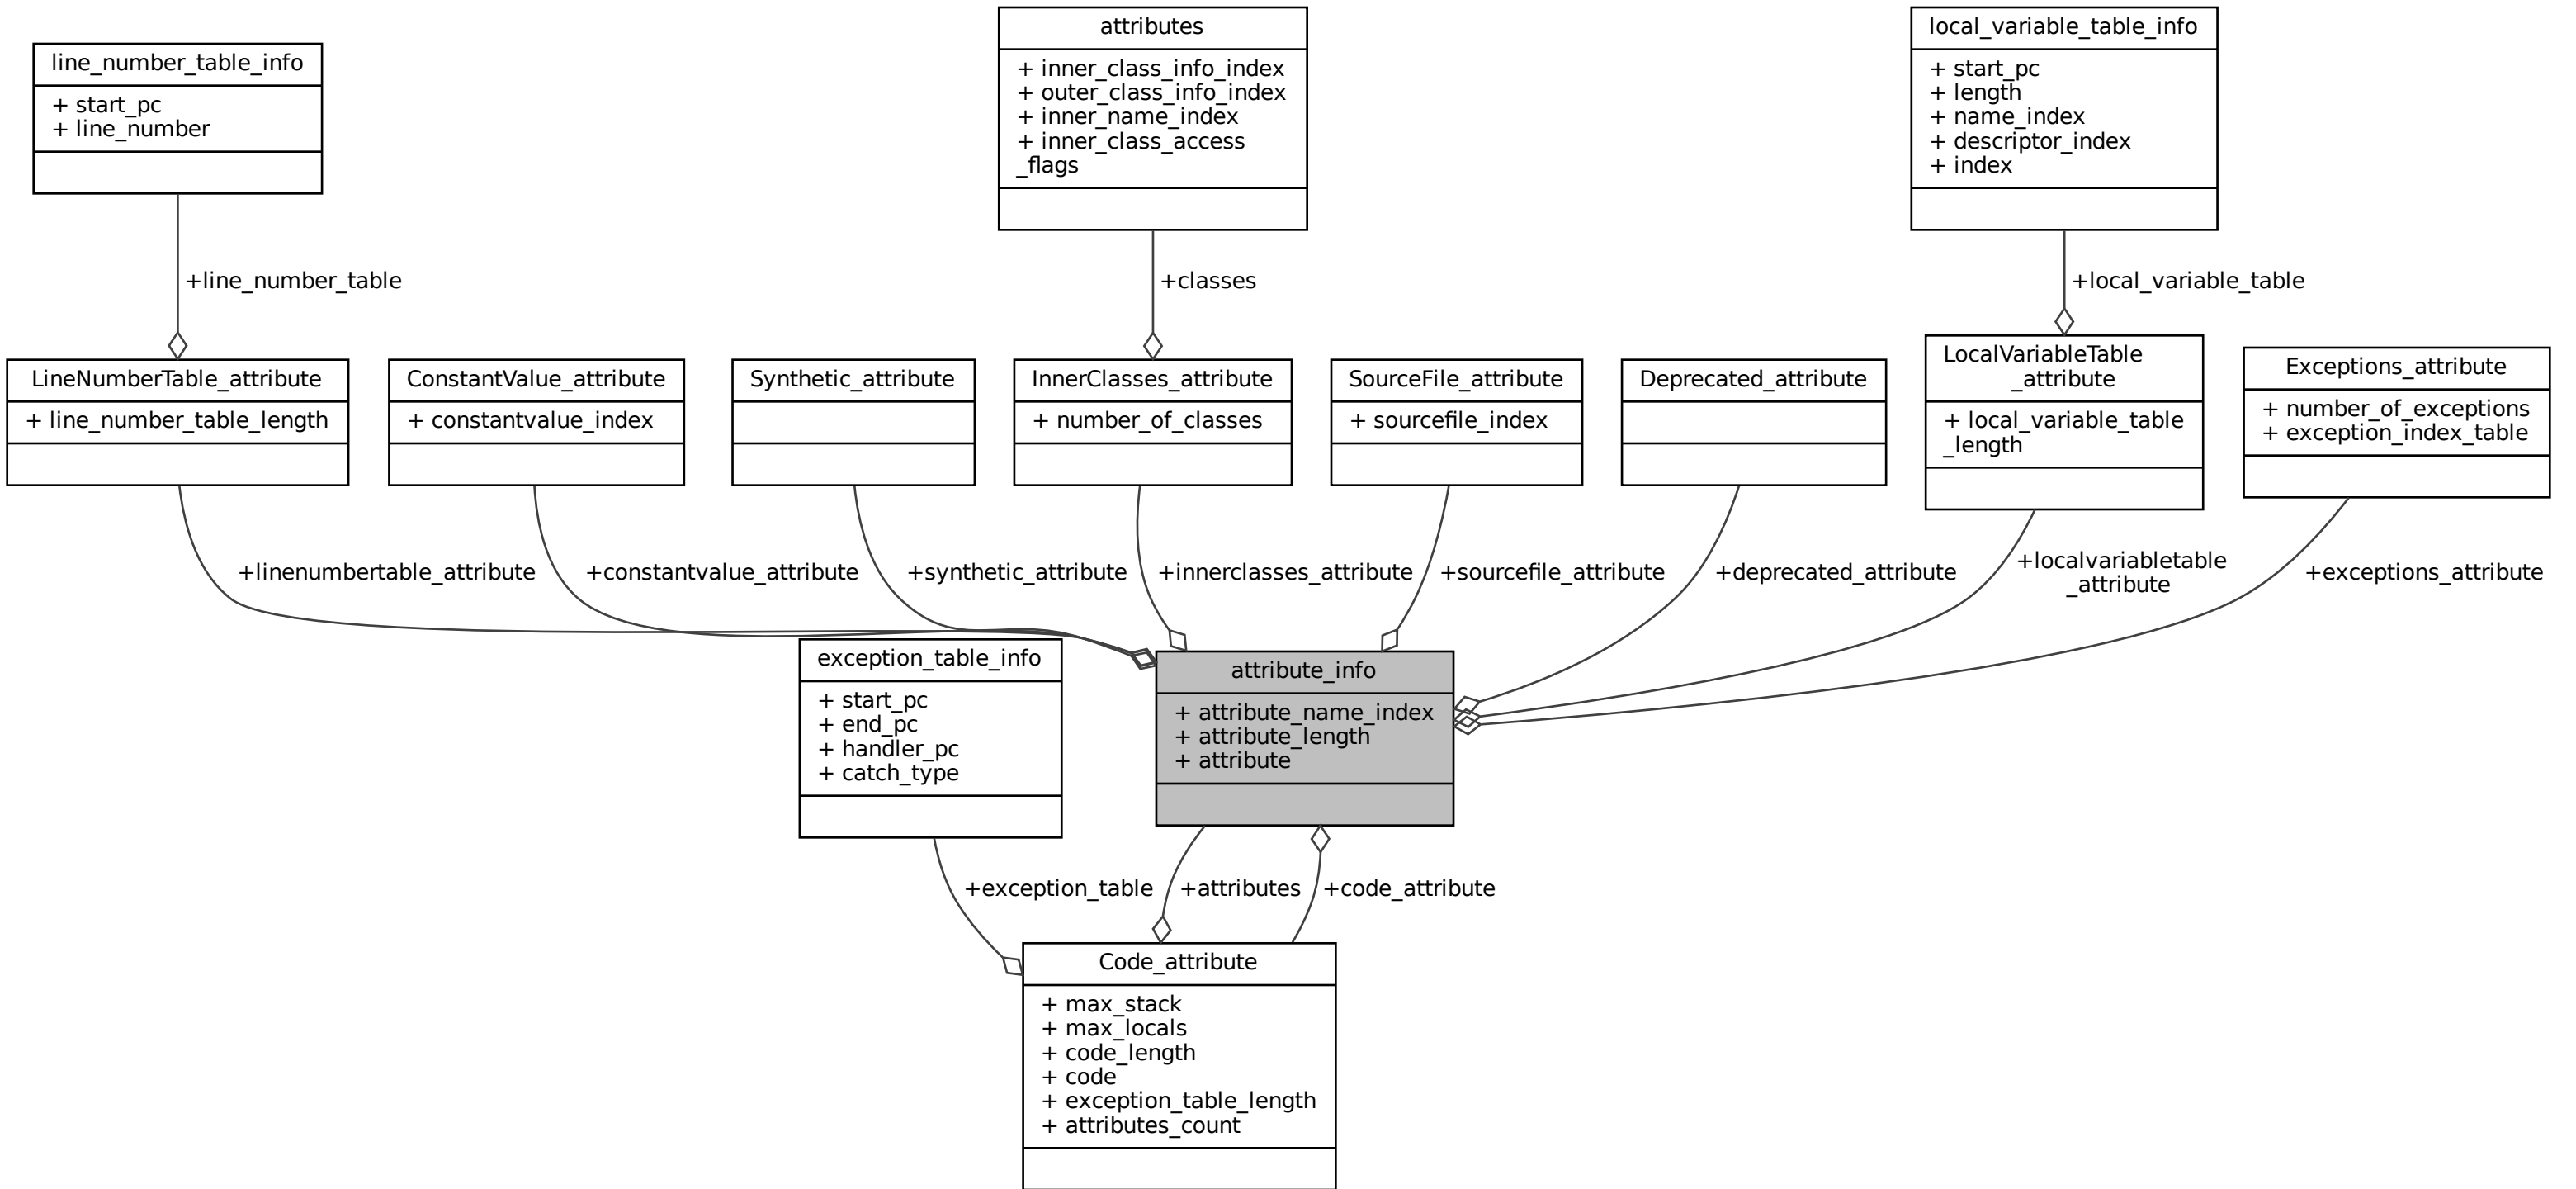 attributes
+ inner_class_info_index
+ outer_class_info_index
+ inner_name_index
+ inner_class_access
_flags
local_variable_table_info
+ start_pc
+ length
+ name_index
+ descriptor_index
+ index
line_number_table_info
+ start_pc
+ line_number
+line_number_table
+classes
+local_variable_table
LineNumberTable_attribute
+ line_number_table_length
ConstantValue_attribute
+ constantvalue_index
Synthetic_attribute
InnerClasses_attribute
+ number_of_classes
SourceFile_attribute
+ sourcefile_index
Deprecated_attribute
LocalVariableTable
_attribute
+ local_variable_table
_length
Exceptions_attribute
+ number_of_exceptions
+ exception_index_table
+linenumbertable_attribute
+constantvalue_attribute
+synthetic_attribute
+innerclasses_attribute
+sourcefile_attribute
+deprecated_attribute
+localvariabletable
_attribute
+exceptions_attribute
exception_table_info
+ start_pc
+ end_pc
+ handler_pc
+ catch_type
attribute_info
+ attribute_name_index
+ attribute_length
+ attribute
+exception_table
+attributes
+code_attribute
Code_attribute
+ max_stack
+ max_locals
+ code_length
+ code
+ exception_table_length
+ attributes_count